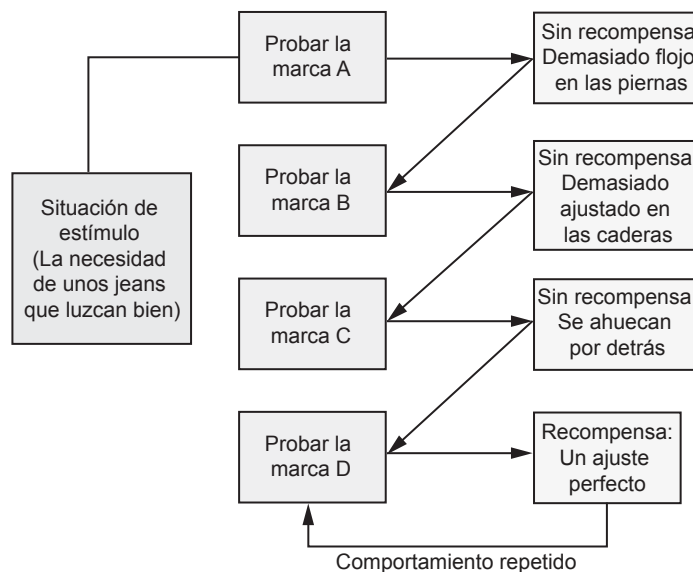 Probar la
marca A
Sin recompensa
Demasiado flojo
en las piernas
Situación de
estímulo
(La necesidad
de unos jeans
que luzcan bien)
Probar la
marca B
Sin recompensa
Demasiado
ajustado en
las caderas
Probar la
marca C
Sin recompensa
Se ahuecan
por detrás
Probar la
marca D
Recompensa:
Un ajuste
perfecto
Comportamiento repetido